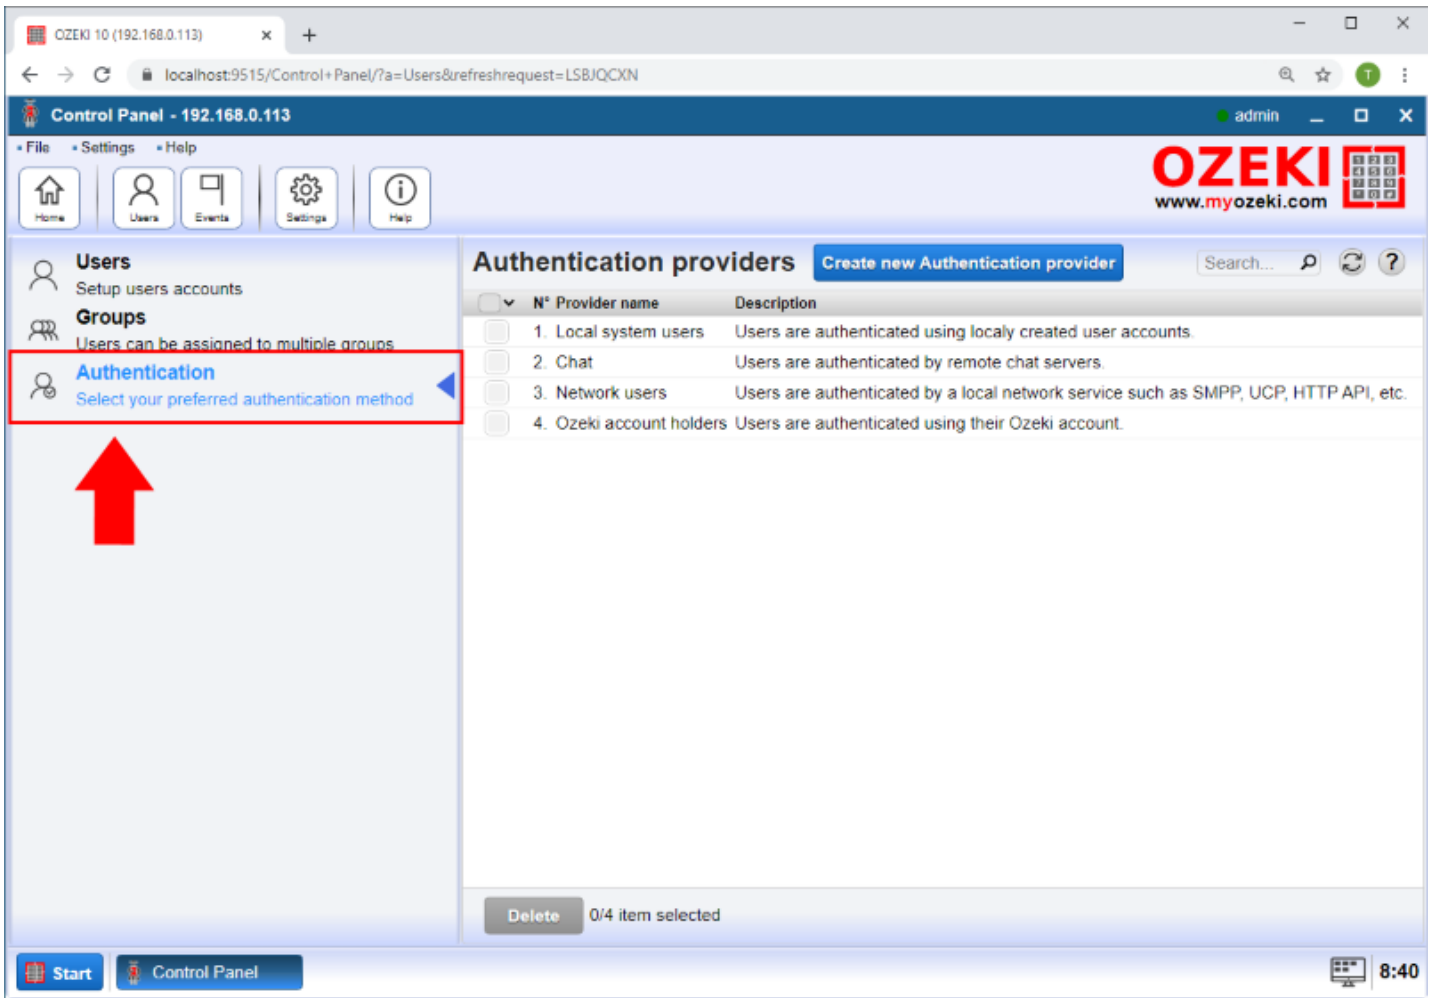 OZEKI 10 (192.168.0.113)
localhost:9515/Control+Panel/?a=Users&refreshrequest=LSBJQCXN
T
Control Panel - 192.168.0.113
admin
File Settings Help
Home Users Events Settings Help
OZEKI
www.myozeki.com
Users
Setup users accounts
Groups
Users can be assigned to multiple groups
Authentication
Select your preferred authentication method
Authentication providers Create new Authentication provider Search... ?
N° Provider name Description
1. Local system users Users are authenticated using localy created user accounts.
2. Chat Users are authenticated by remote chat servers.
3. Network users Users are authenticated by a local network service such as SMPP, UCP, HTTP API, etc.
4. Ozeki account holders Users are authenticated using their Ozeki account.
Delete 0/4 item selected
Start Control Panel 8:40